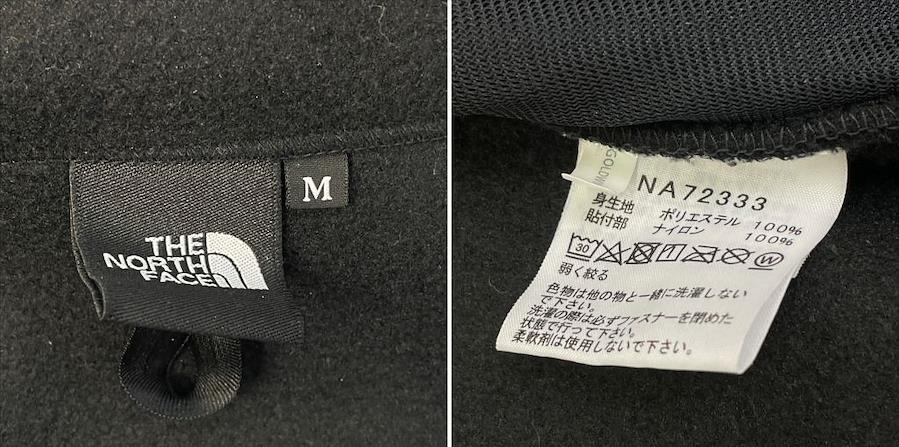 THE
NORTH
FACE
M
GOLDW
NA72333
身生地 ポリエステル 100%
貼付部 ナイロン 100%
30
W
弱く絞る
色物は他の物と一緒に洗濯しない
で下さい。
洗濯の際は必ずファスナーを閉めた
状態で行って下さい。
柔軟剤は使用しないで下さい。